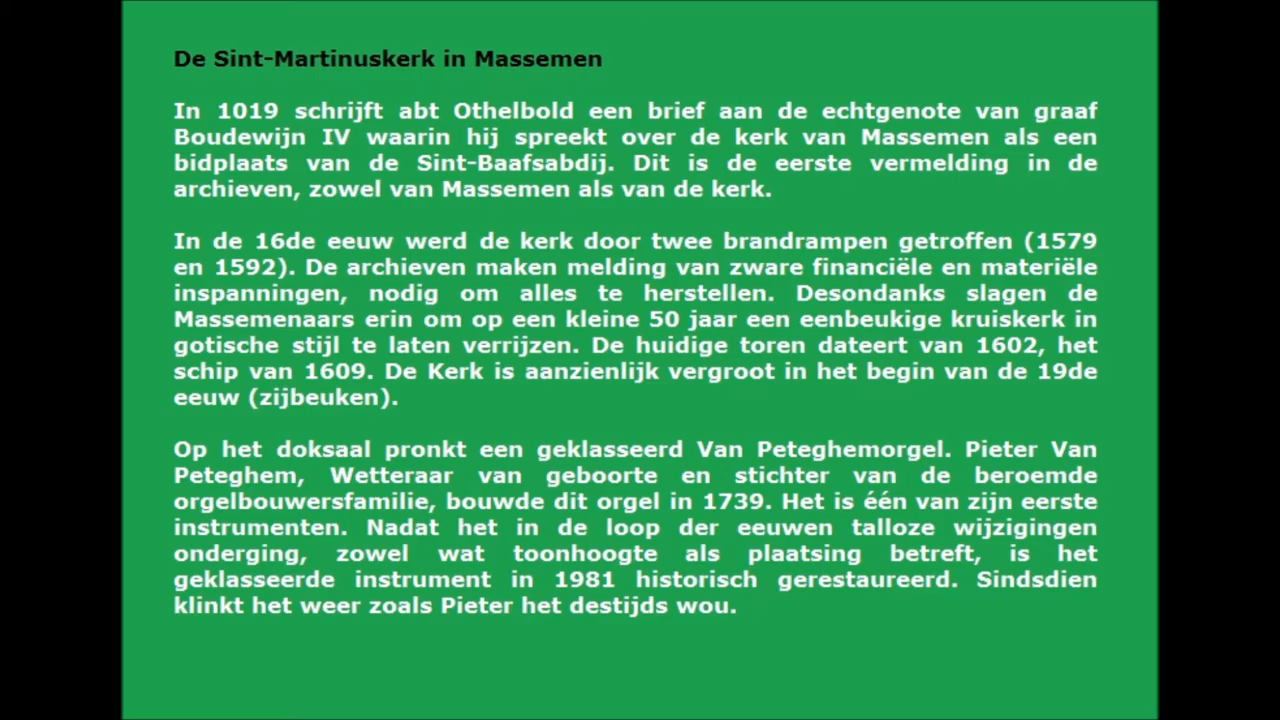 De Sint-Martinuskerk in Massemen
In 1019 schrijft abt Othelbold een brief aan de echtgenote van graaf
Boudewijn IV waarin hij spreekt over de kerk van Massemen als een
bidplaats van de Sint-Baafsabdij. Dit is de eerste vermelding in de
archieven, zowel van Massemen als van de kerk.
In de 16de eeuw werd de kerk door twee brandrampen getroffen (1579
en 1592). De archieven maken melding van zware financiële en materiële
inspanningen, nodig om alles te herstellen. Desondanks slagen de
Massemenaars erin om op een kleine 50 jaar een eenbeukige kruiskerk in
gotische stijl te laten verrijzen. De huidige toren dateert van 1602, het
schip van 1609. De Kerk is aanzienlijk vergroot in het begin van de 19de
eeuw (zijbeuken).
Op het doksaal pronkt een geklasseerd Van Peteghemorgel. Pieter Van
Peteghem, Wetteraar van geboorte en stichter van de beroemde
orgelbouwersfamilie, bouwde dit orgel in 1739. Het is één van zijn eerste
instrumenten. Nadat het in de loop der eeuwen talloze wijzigingen
onderging, zowel wat toonhoogte als plaatsing betreft, is het
geklasseerde instrument in 1981 historisch gerestaureerd. Sindsdien
klinkt het weer zoals Pieter het destijds wou.